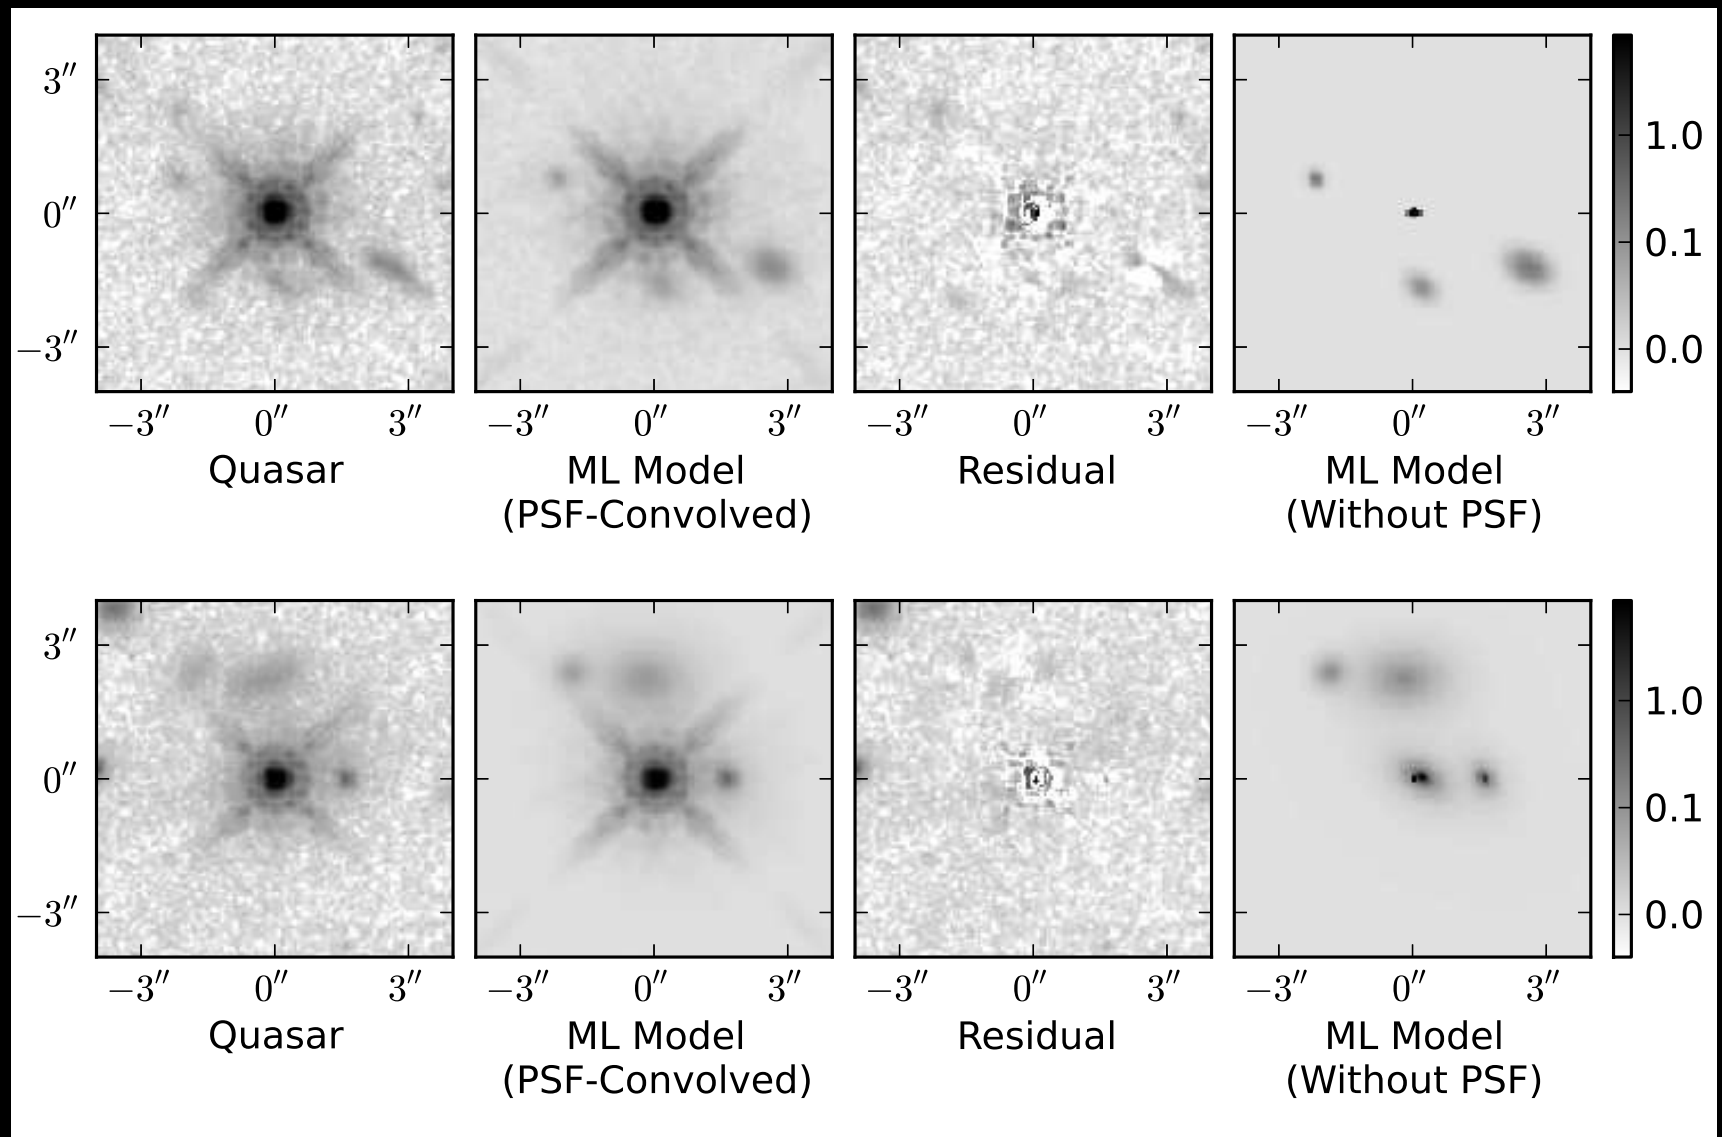 3″
0″
−3″
1.0
0.1
0.0
−3″ 0″ 3″ −3″ 0″ 3″ −3″ 0″ 3″ −3″ 0″ 3″
Quasar ML Model Residual ML Model
(PSF-Convolved) (Without PSF)
3″
0″
−3″
1.0
0.1
0.0
−3″ 0″ 3″ −3″ 0″ 3″ −3″ 0″ 3″ −3″ 0″ 3″
Quasar ML Model Residual ML Model
(PSF-Convolved) (Without PSF)